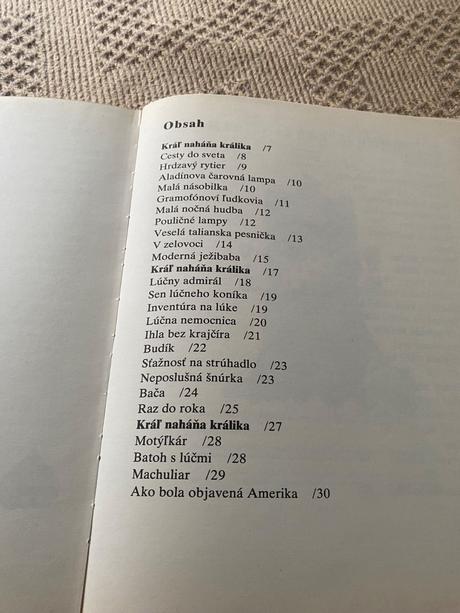 Obsah
Kráľ naháňa králika /7
Cesty do sveta /8
Hrdzavý rytier /9
Aladínova čarovná lampa /10
Malá násobilka /10
Gramofónoví ľudkovia /11
Malá nočná hudba /12
Pouličné lampy /12
Veselá talianska pesnička /13
V zelovoci /14
Moderná ježibaba /15
Kráľ naháňa králika /17
Lúčny admirál /18
Sen lúčneho koníka /19
Inventúra na lúke /19
Lúčna nemocnica /20
Ihla bez krajčíra /21
Budík /22
Sťažnosť na strúhadlo /23
Neposlušná šnúrka /23
Bača /24
Raz do roka /25
Kráľ naháňa králika /27
Motýľkár /28
Batoh s lúčmi /28
Machuliar /29
Ako bola objavená Amerika /30